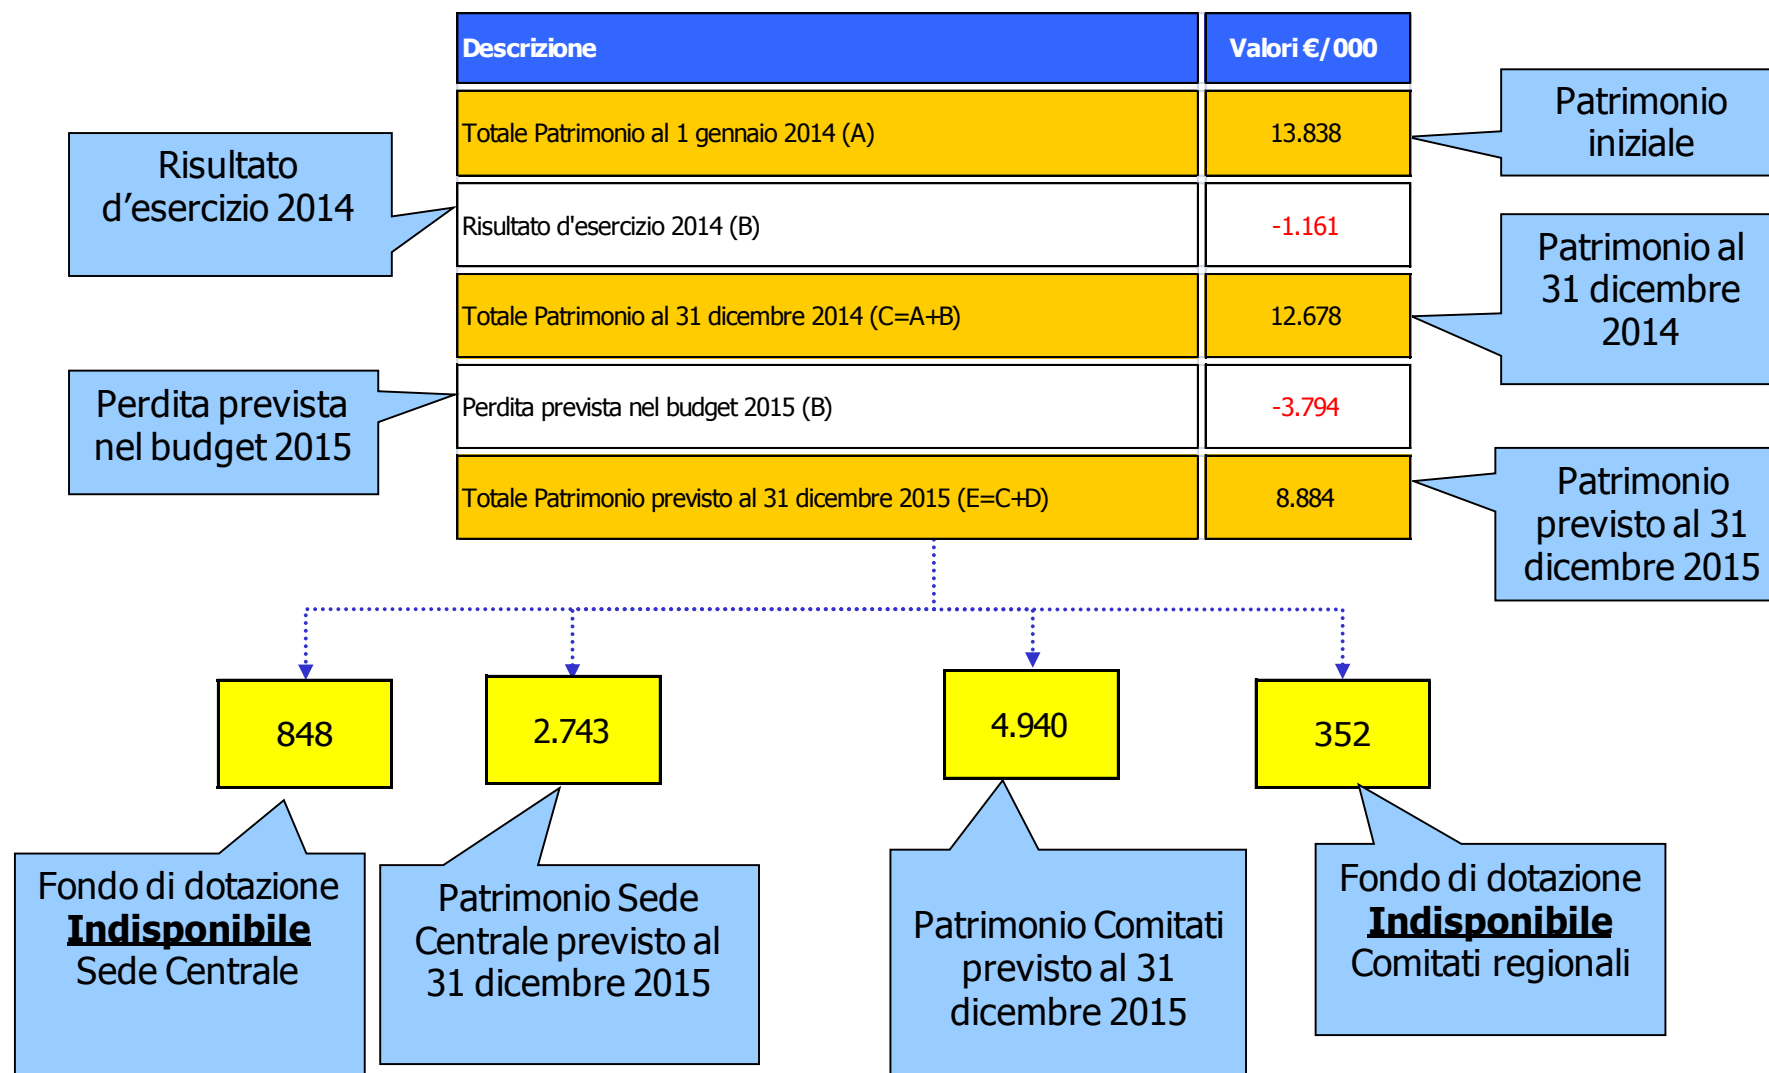 Descrizione
Valori €/000
Totale Patrimonio al 1 gennaio 2014 (A)
13.838
Risultato d'esercizio 2014 (B)
-1.161
Totale Patrimonio al 31 dicembre 2014 (C=A+B)
12.678
Perdita prevista nel budget 2015 (B)
-3.794
Totale Patrimonio previsto al 31 dicembre 2015 (E=C+D)
8.884
Risultato
d’esercizio 2014
Perdita prevista
nel budget 2015
Patrimonio
iniziale
Patrimonio al
31 dicembre
2014
Patrimonio
previsto al 31
dicembre 2015
848
2.743
4.940
352
Fondo di dotazione
Indisponibile
Sede Centrale
Patrimonio Sede
Centrale previsto al
31 dicembre 2015
Patrimonio Comitati
previsto al 31
dicembre 2015
Fondo di dotazione
Indisponibile
Comitati regionali